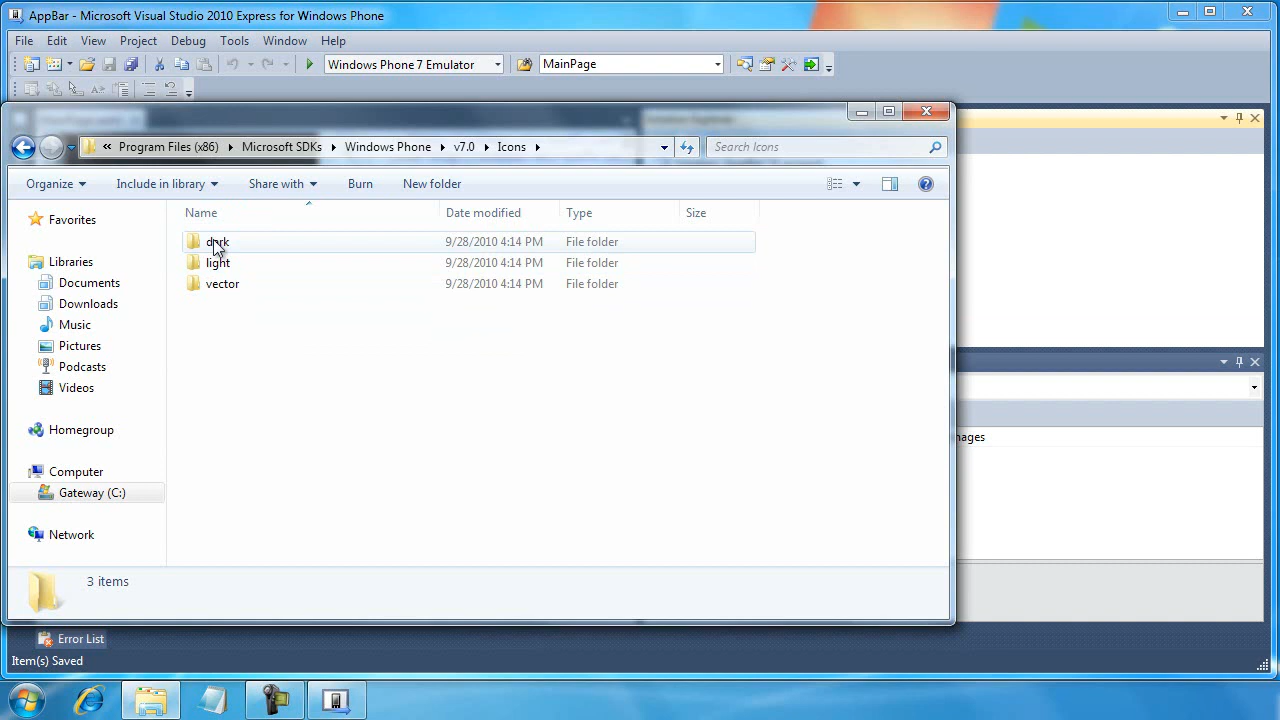 AppBar - Microsoft Visual Studio 2010 Express for Windows Phone
File Edit View Project Debug Tools Window Help
Windows Phone 7 Emulator MainPage
« Program Files (x86) Microsoft SDKs Windows Phone v7.0 Icons Search Icons
Organize Include in library Share with Burn New folder
Name Date modified Type Size
Favorites
dark 9/28/2010 4:14 PM File folder
light 9/28/2010 4:14 PM File folder
vector 9/28/2010 4:14 PM File folder
Libraries
Documents
Downloads
Music
Pictures
Podcasts
Videos
Homegroup
Computer
Gateway (C:)
Network
3 items
nages
Error List
Item(s) Saved